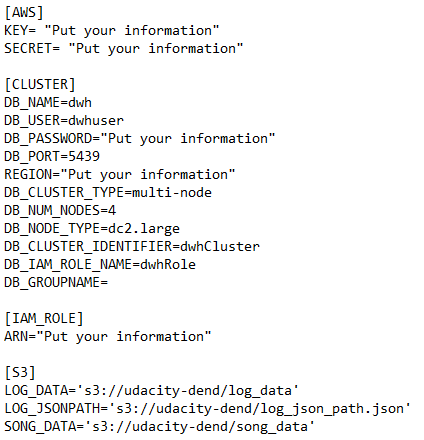 [AWS]
KEY= "Put your information"
SECRET= "Put your information"
[CLUSTER]
DB_NAME=dwh
DB_USER=dwhuser
DB_PASSWORD="Put your information"
DB_PORT=5439
REGION="Put your information"
DB_CLUSTER_TYPE=multi-node
DB_NUM_NODES=4
DB_NODE_TYPE=dc2.large
DB_CLUSTER_IDENTIFIER=dwhCluster
DB_IAM_ROLE_NAME=dwhRole
DB_GROUPNAME=
[IAM_ROLE]
ARN="Put your information"
[S3]
LOG_DATA='s3://udacity-dend/log_data'
LOG_JSONPATH='s3://udacity-dend/log_json_path.json'
SONG_DATA='s3://udacity-dend/song_data'